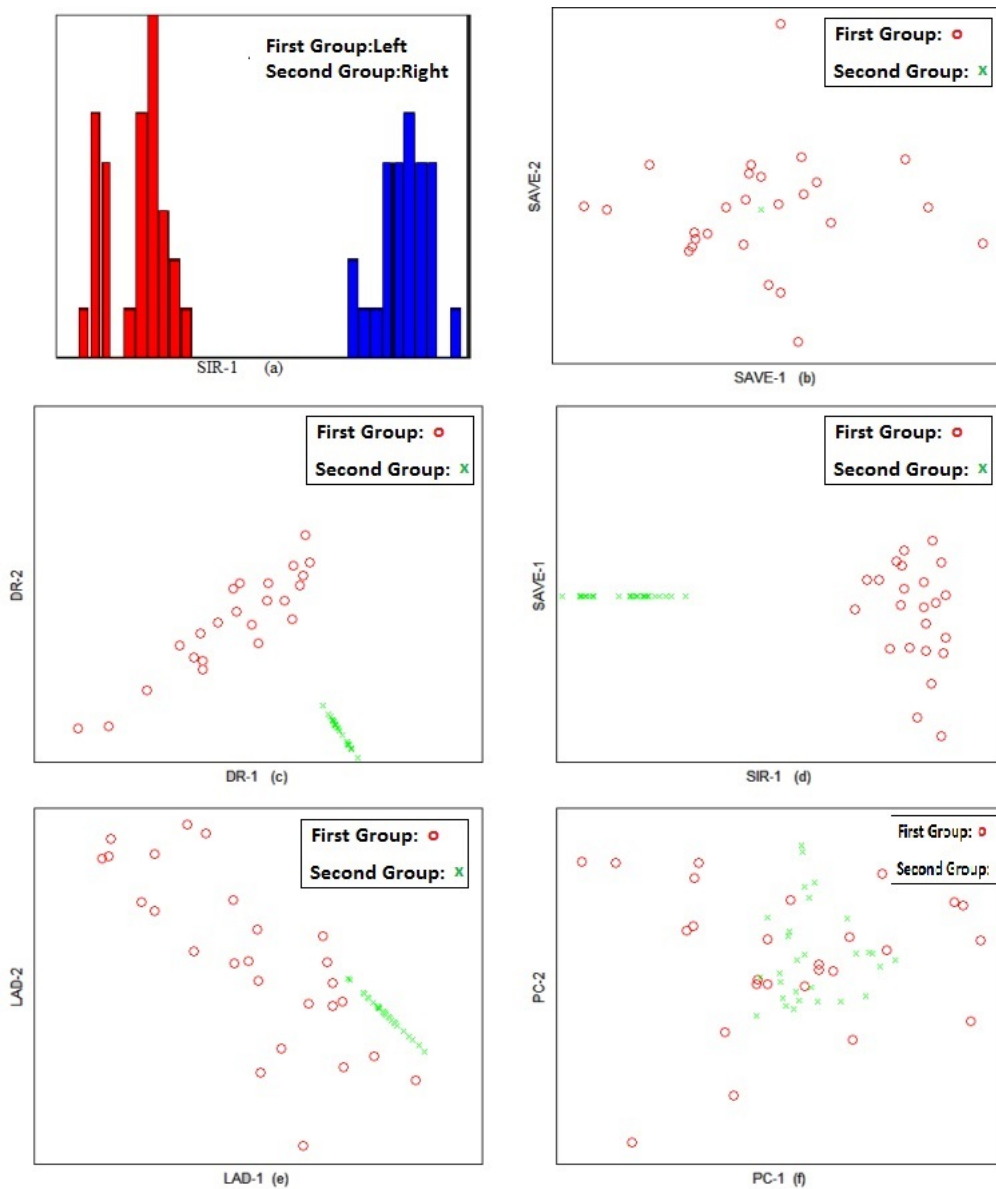 First Group:Left
Second Group:Right
SIR-1 (a)
First Group: o
Second Group: x
SAVE-2
SAVE-1 (b)
First Group: o
Second Group: x
DR-2
DR-1 (c)
First Group: o
Second Group: x
SAVE-1
SIR-1 (d)
First Group: o
Second Group: x
LAD-2
LAD-1 (e)
First Group: o
Second Group:
PC-2
PC-1 (f)